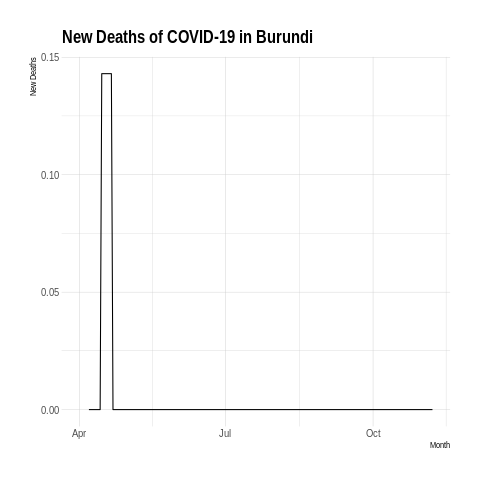 New Deaths of COVID-19 in Burundi
New Deaths
0.15
0.10
0.05
0.00
Apr
Jul
Oct
Month